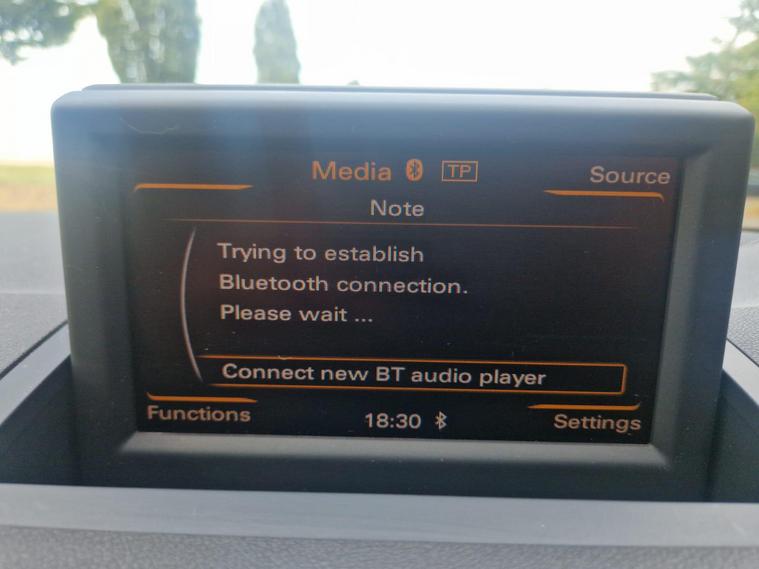 Media TP
Source
Note
Trying to establish
Bluetooth connection.
Please wait ...
Connect new BT audio player
Functions
18:30
Settings